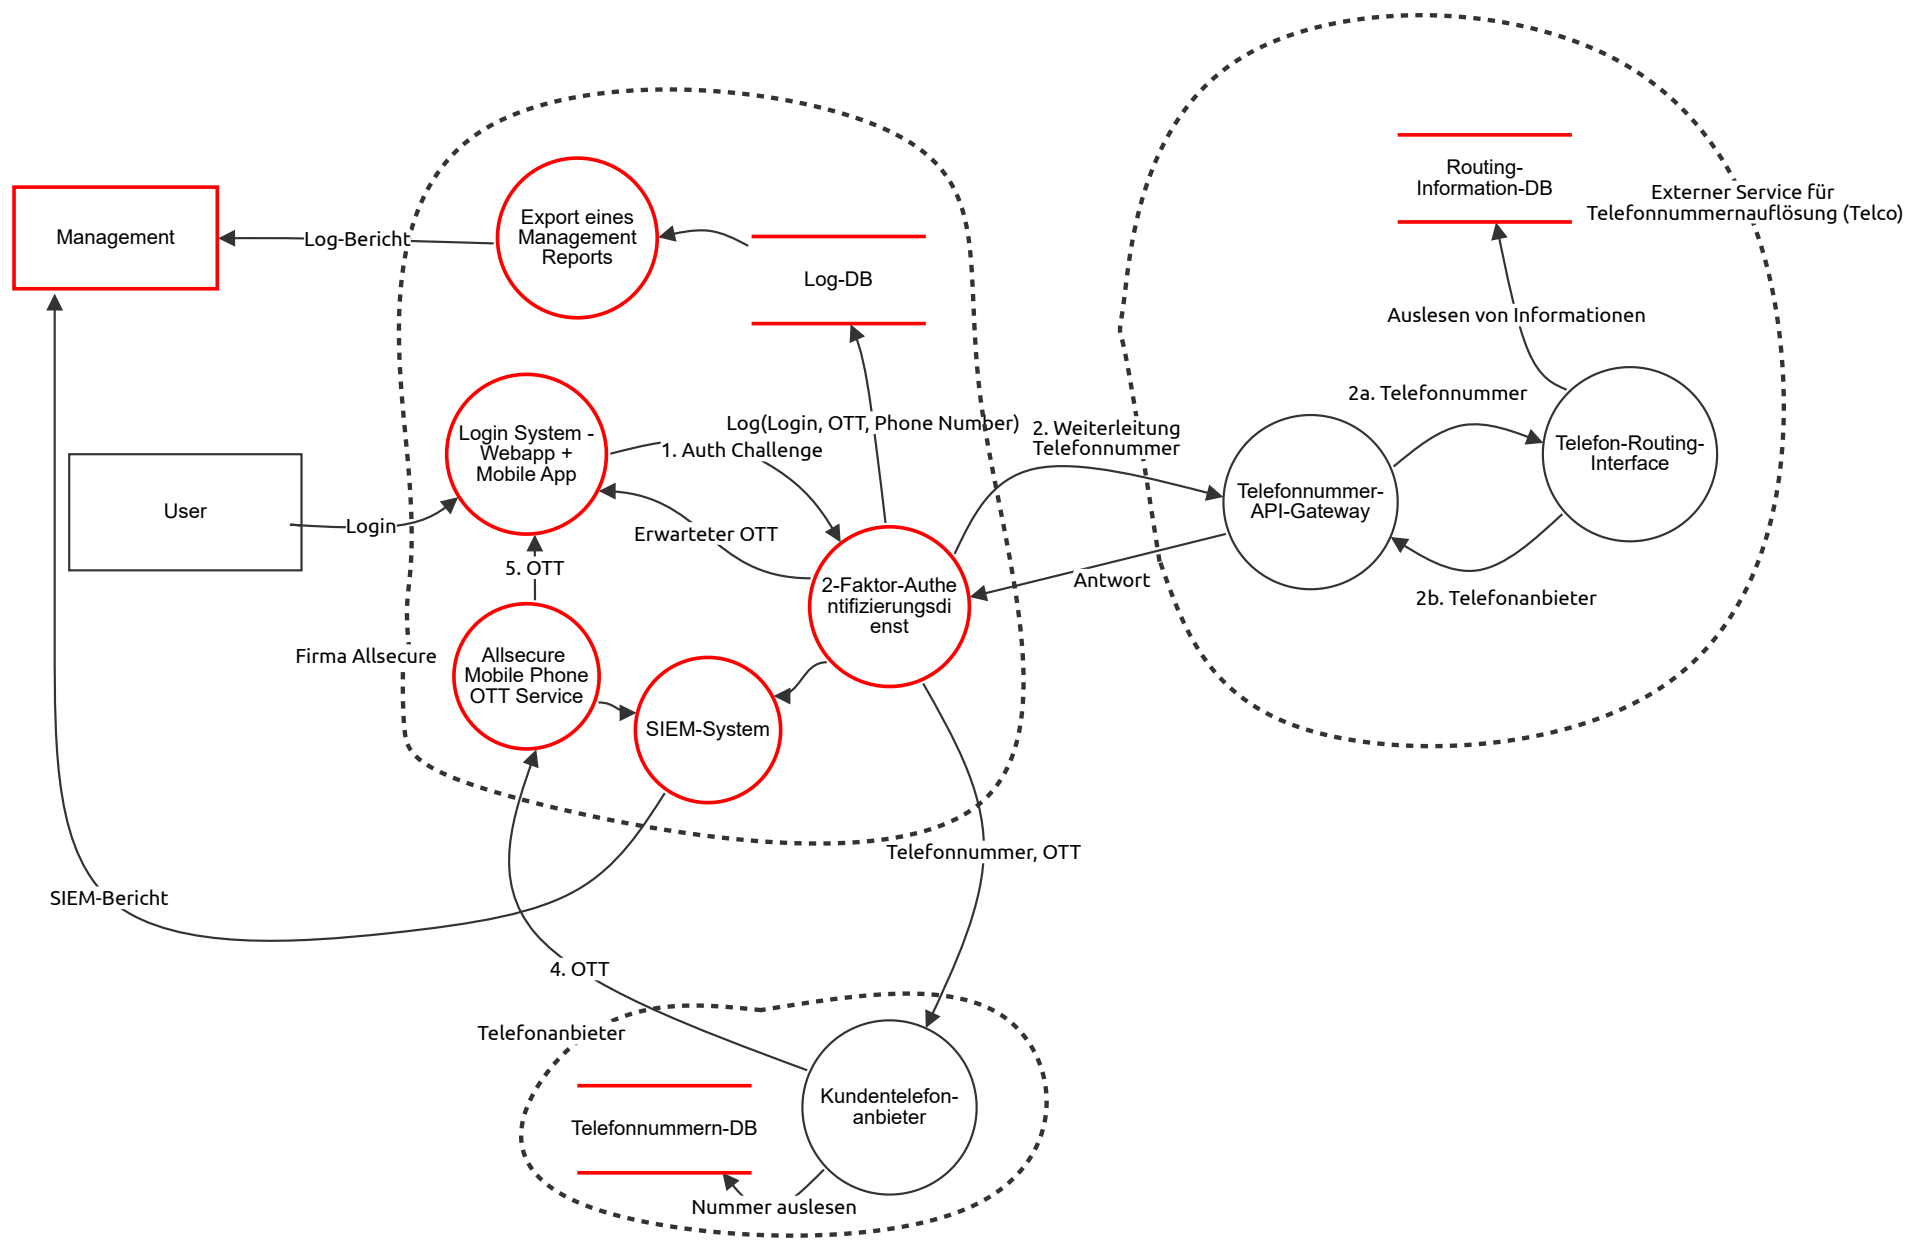 Routing-
Information-DB
Externer Service für
Telefonnummernauflösung (Telco)
Management
Log-Bericht
Export eines
Management
Reports
Log-DB
Auslesen von Informationen
2a. Telefonnummer
Login System -
Webapp +
Mobile App
Log(Login, OTT, Phone Number)
1. Auth Challenge
2. Weiterleitung
Telefonnummer
Telefon-Routing-
Interface
Telefonnummer-
API-Gateway
User
Login
Erwarteter OTT
5. OTT
2-Faktor-Authe
ntifizierungsdi
enst
Antwort
2b. Telefonanbieter
Firma Allsecure
Allsecure
Mobile Phone
OTT Service
SIEM-System
Telefonnummer, OTT
SIEM-Bericht
4. OTT
Telefonanbieter
Kundentelefon-
anbieter
Telefonnummern-DB
Nummer auslesen